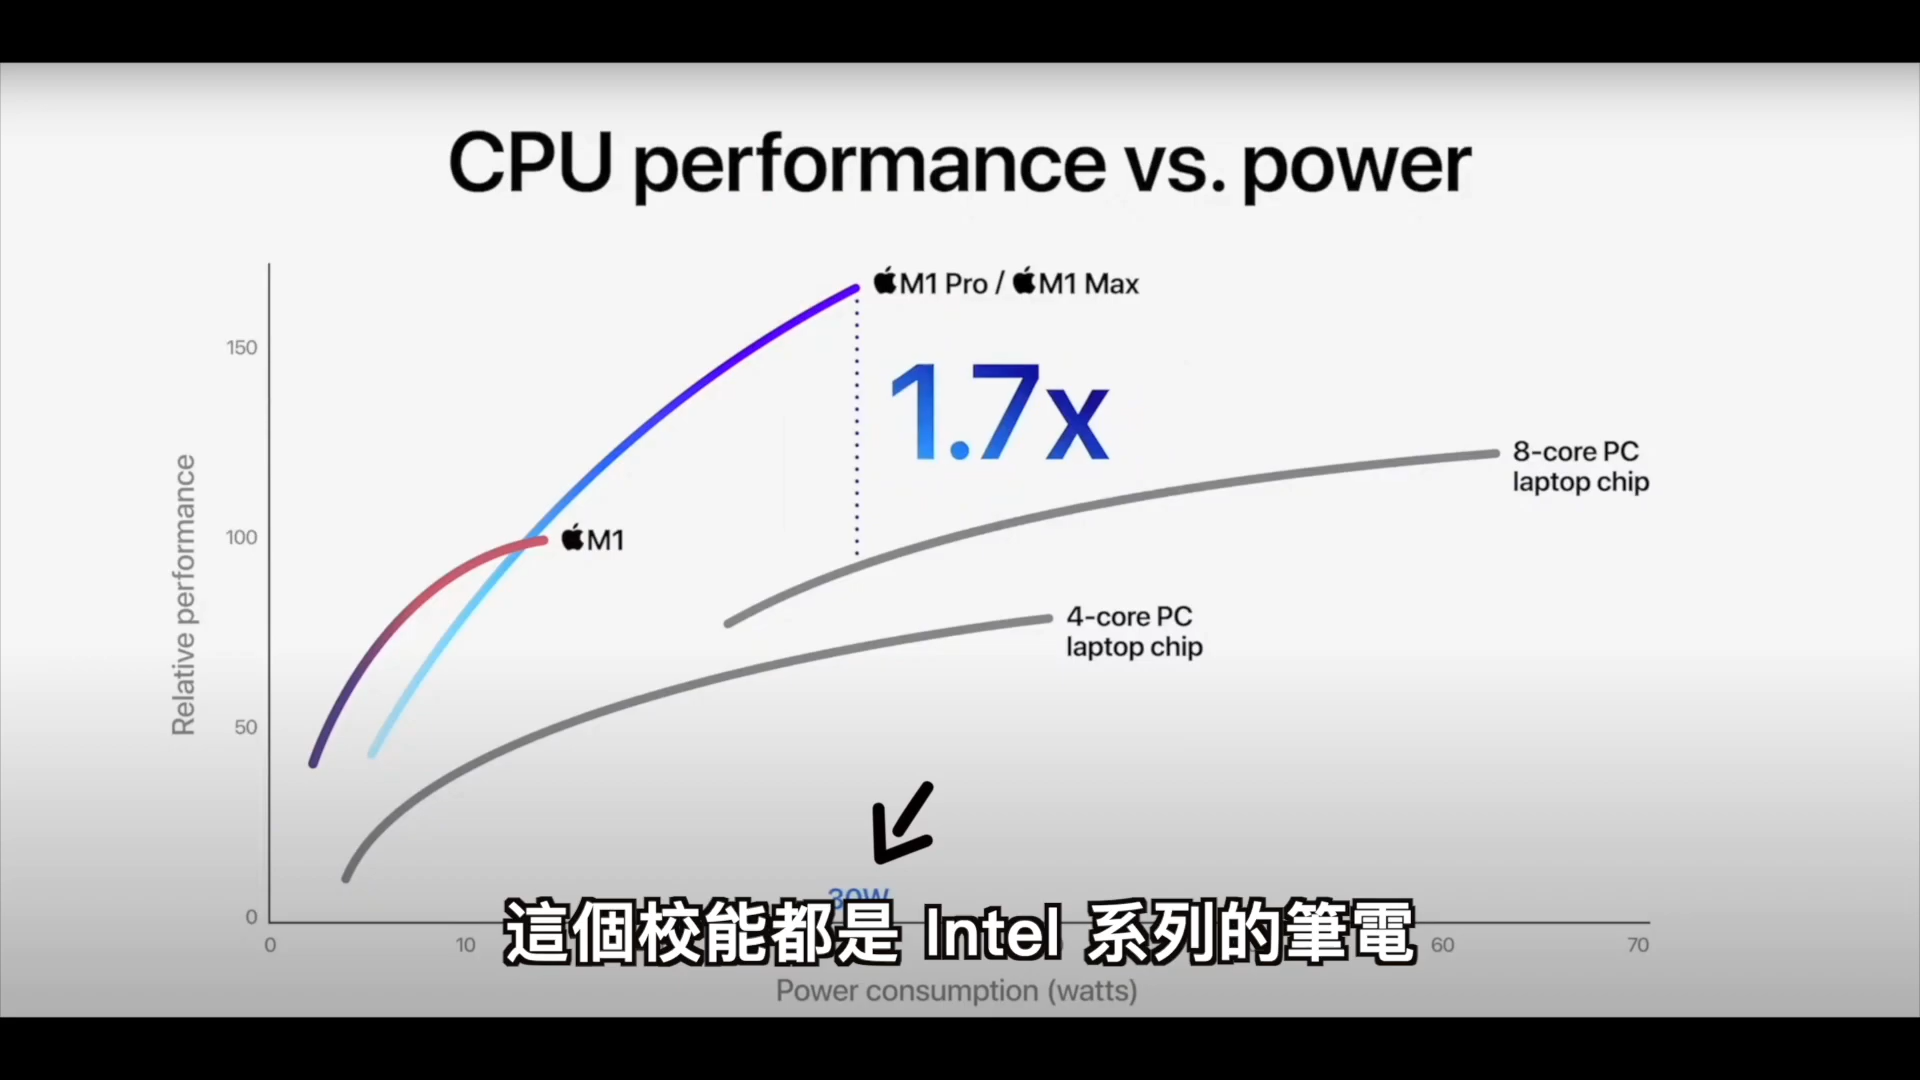 CPU performance vs. power
M1 Pro / M1 Max
1.7x
150
8-core PC
laptop chip
100
M1
4-core PC
laptop chip
Relative performance
50
30W
0
這個校能都是 Intel 系列的筆電
0
10
60
70
Power consumption (watts)